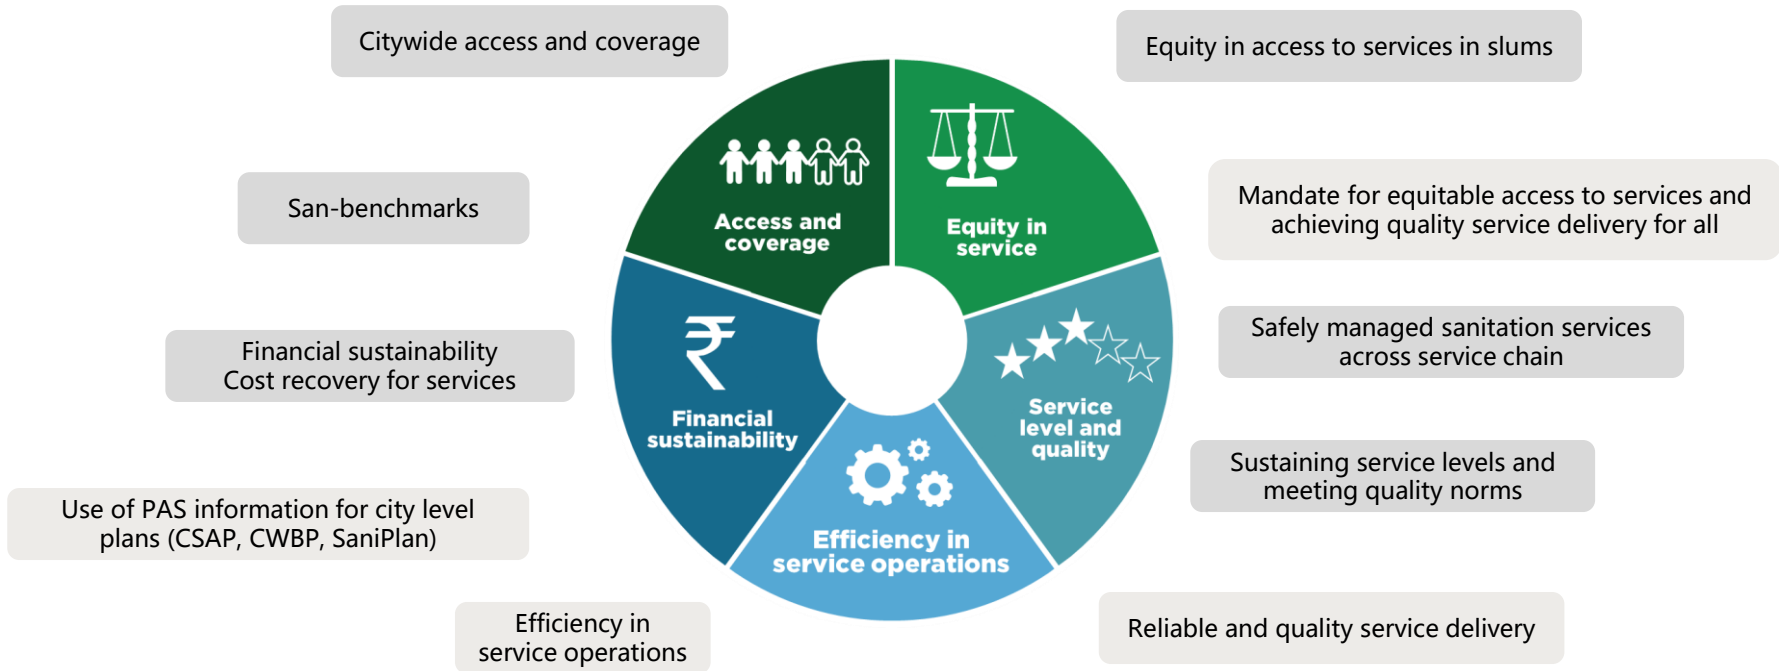 Citywide access and coverage
Equity in access to services in slums
San-benchmarks
Mandate for equitable access to services and
achieving quality service delivery for all
Financial sustainability
Cost recovery for services
Safely managed sanitation services
across service chain
Sustaining service levels and
meeting quality norms
Use of PAS information for city level
plans (CSAP, CWBP, SaniPlan)
Efficiency in
service operations
Reliable and quality service delivery
Access and
coverage
Equity in
service
₹
Financial
sustainability
Service
level and
quality
Efficiency in
service operations